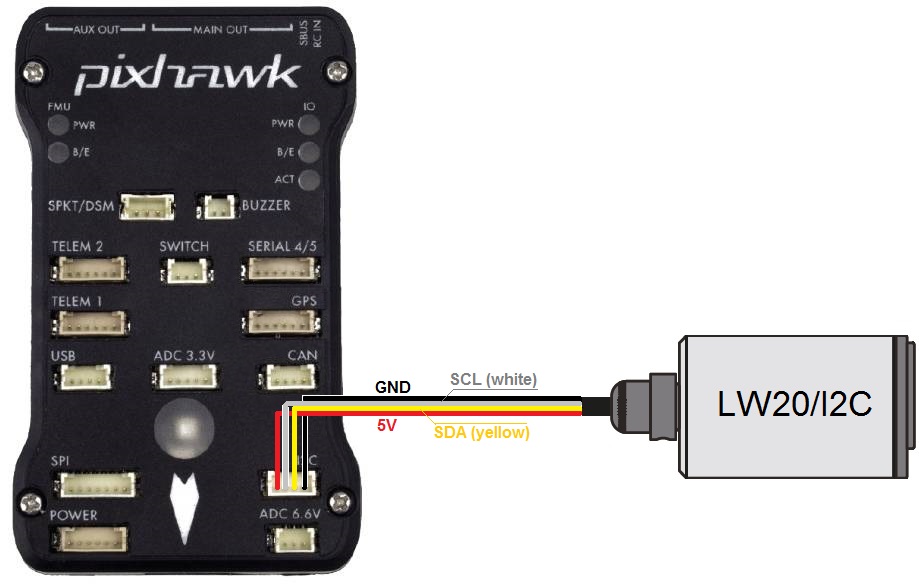 AUX OUT MAIN OUT SBUS
RC IN
pixhawk
FMU IO
PWR PWR
B/E B/E
ACT
SPKT/DSM BUZZER
TELEM 2 SWITCH SERIAL 4/5
TELEM 1 GPS
USB ADC 3.3V CAN
GND SCL (white)
LW20/I2C
5V SDA (yellow)
SPI
POWER ADC 6.6V